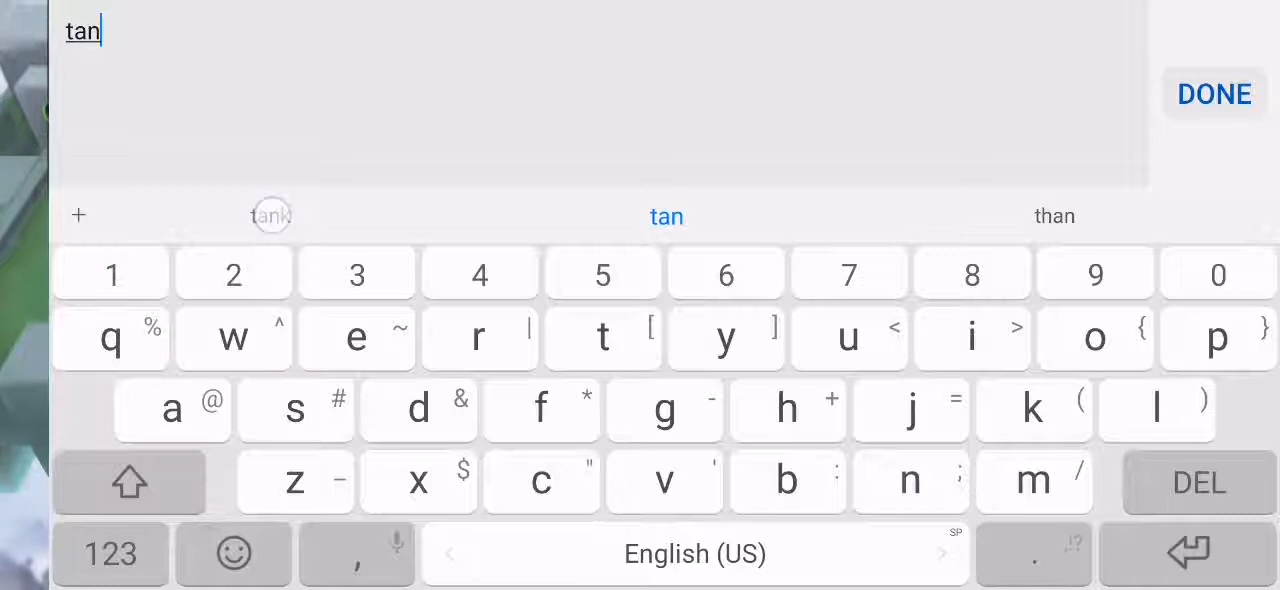 tan
DONE
+ tank tan than
1 2 3 4 5 6 7 8 9 0
q % w ^ e ~ r | t [ y ] u < i > o { p }
a @ s # d & f * g - h + j = k ( l )
z _ x $ c " v ' b : n ; m / DEL
123 , < English (US) > SP . ,!?